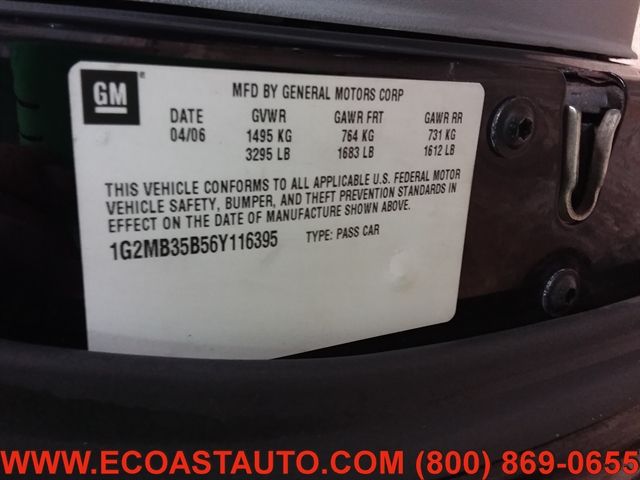 GM
MFD BY GENERAL MOTORS CORP
DATE GVWR GAWR FRT GAWR RR
04/06 1495 KG 764 KG 731 KG
3295 LB 1683 LB 1612 LB
THIS VEHICLE CONFORMS TO ALL APPLICABLE U.S. FEDERAL MOTOR
VEHICLE SAFETY, BUMPER, AND THEFT PREVENTION STANDARDS IN
EFFECT ON THE DATE OF MANUFACTURE SHOWN ABOVE.
1G2MB35B56Y116395 TYPE: PASS CAR
WWW.ECOASTAUTO.COM (800) 869-0655